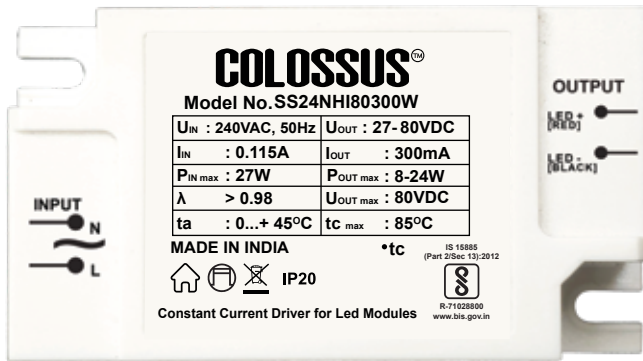 COLOSSUS™
Model No. SS24NHI80300W
UIN : 240VAC, 50Hz UOUT : 27-80VDC
IIN : 0.115A IOUT : 300mA
PIN max : 27W POUT max : 8-24W
λ > 0.98 UOUT max : 80VDC
ta : 0...+ 45°C tc max : 85°C
MADE IN INDIA •tc
IP20
Constant Current Driver for Led Modules
IS 15885
(Part 2/Sec 13):2012
R-71028800
www.bis.gov.in
INPUT
N
L
OUTPUT
LED +
[RED]
LED -
[BLACK]